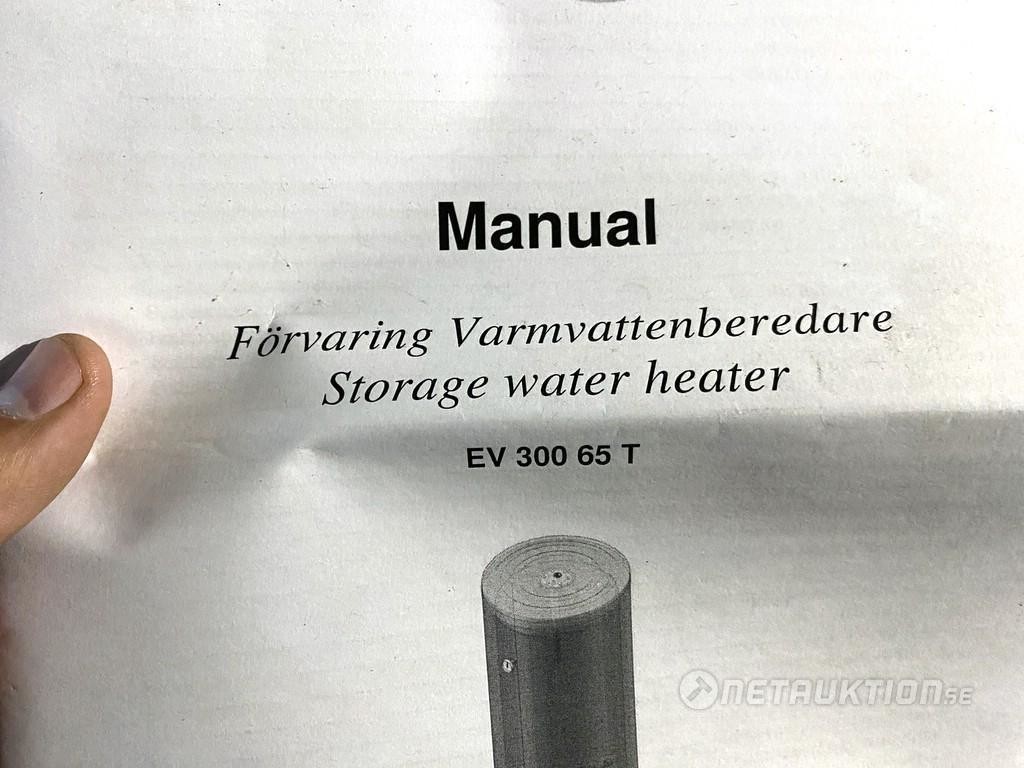 Manual
Förvaring Varmvattenberedare
Storage water heater
EV 300 65 T
NETAUKTION.SE